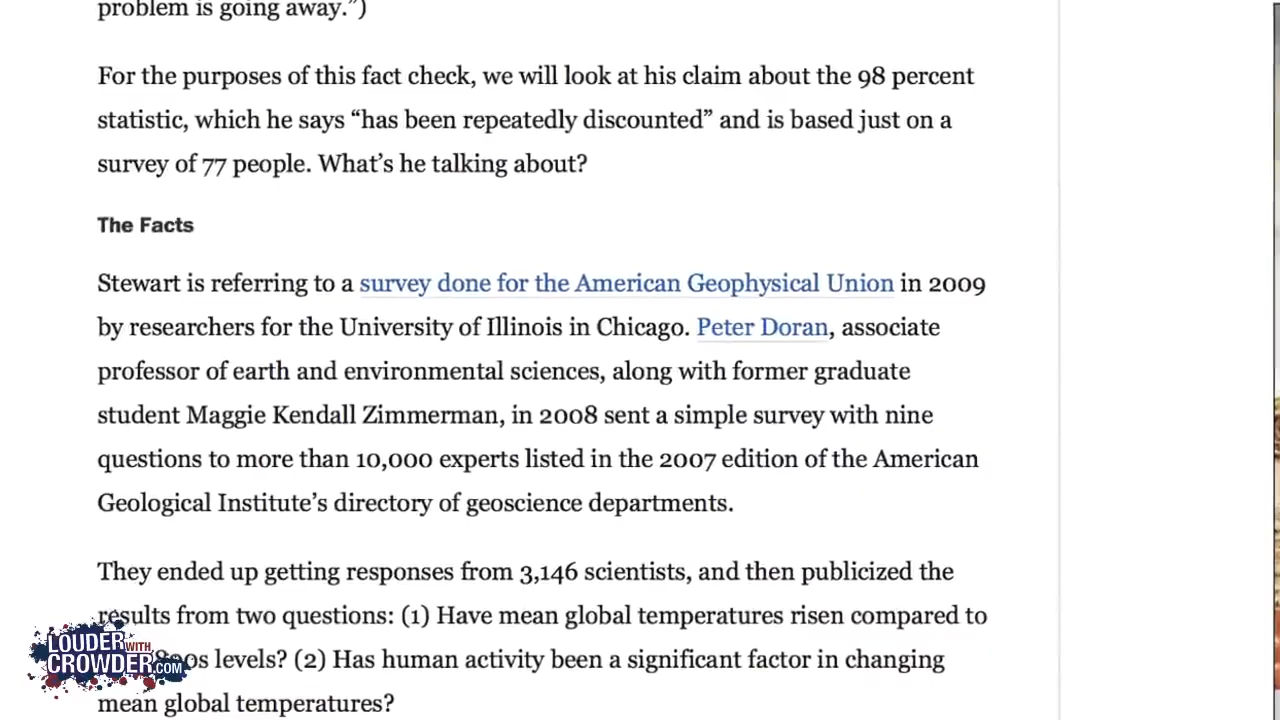 problem is going away.”)
For the purposes of this fact check, we will look at his claim about the 98 percent
statistic, which he says “has been repeatedly discounted” and is based just on a
survey of 77 people. What’s he talking about?
The Facts
Stewart is referring to a survey done for the American Geophysical Union in 2009
by researchers for the University of Illinois in Chicago. Peter Doran, associate
professor of earth and environmental sciences, along with former graduate
student Maggie Kendall Zimmerman, in 2008 sent a simple survey with nine
questions to more than 10,000 experts listed in the 2007 edition of the American
Geological Institute’s directory of geoscience departments.
They ended up getting responses from 3,146 scientists, and then publicized the
results from two questions: (1) Have mean global temperatures risen compared to
levels? (2) Has human activity been a significant factor in changing
mean global temperatures?
LOUDER WITH
CROWDER.COM